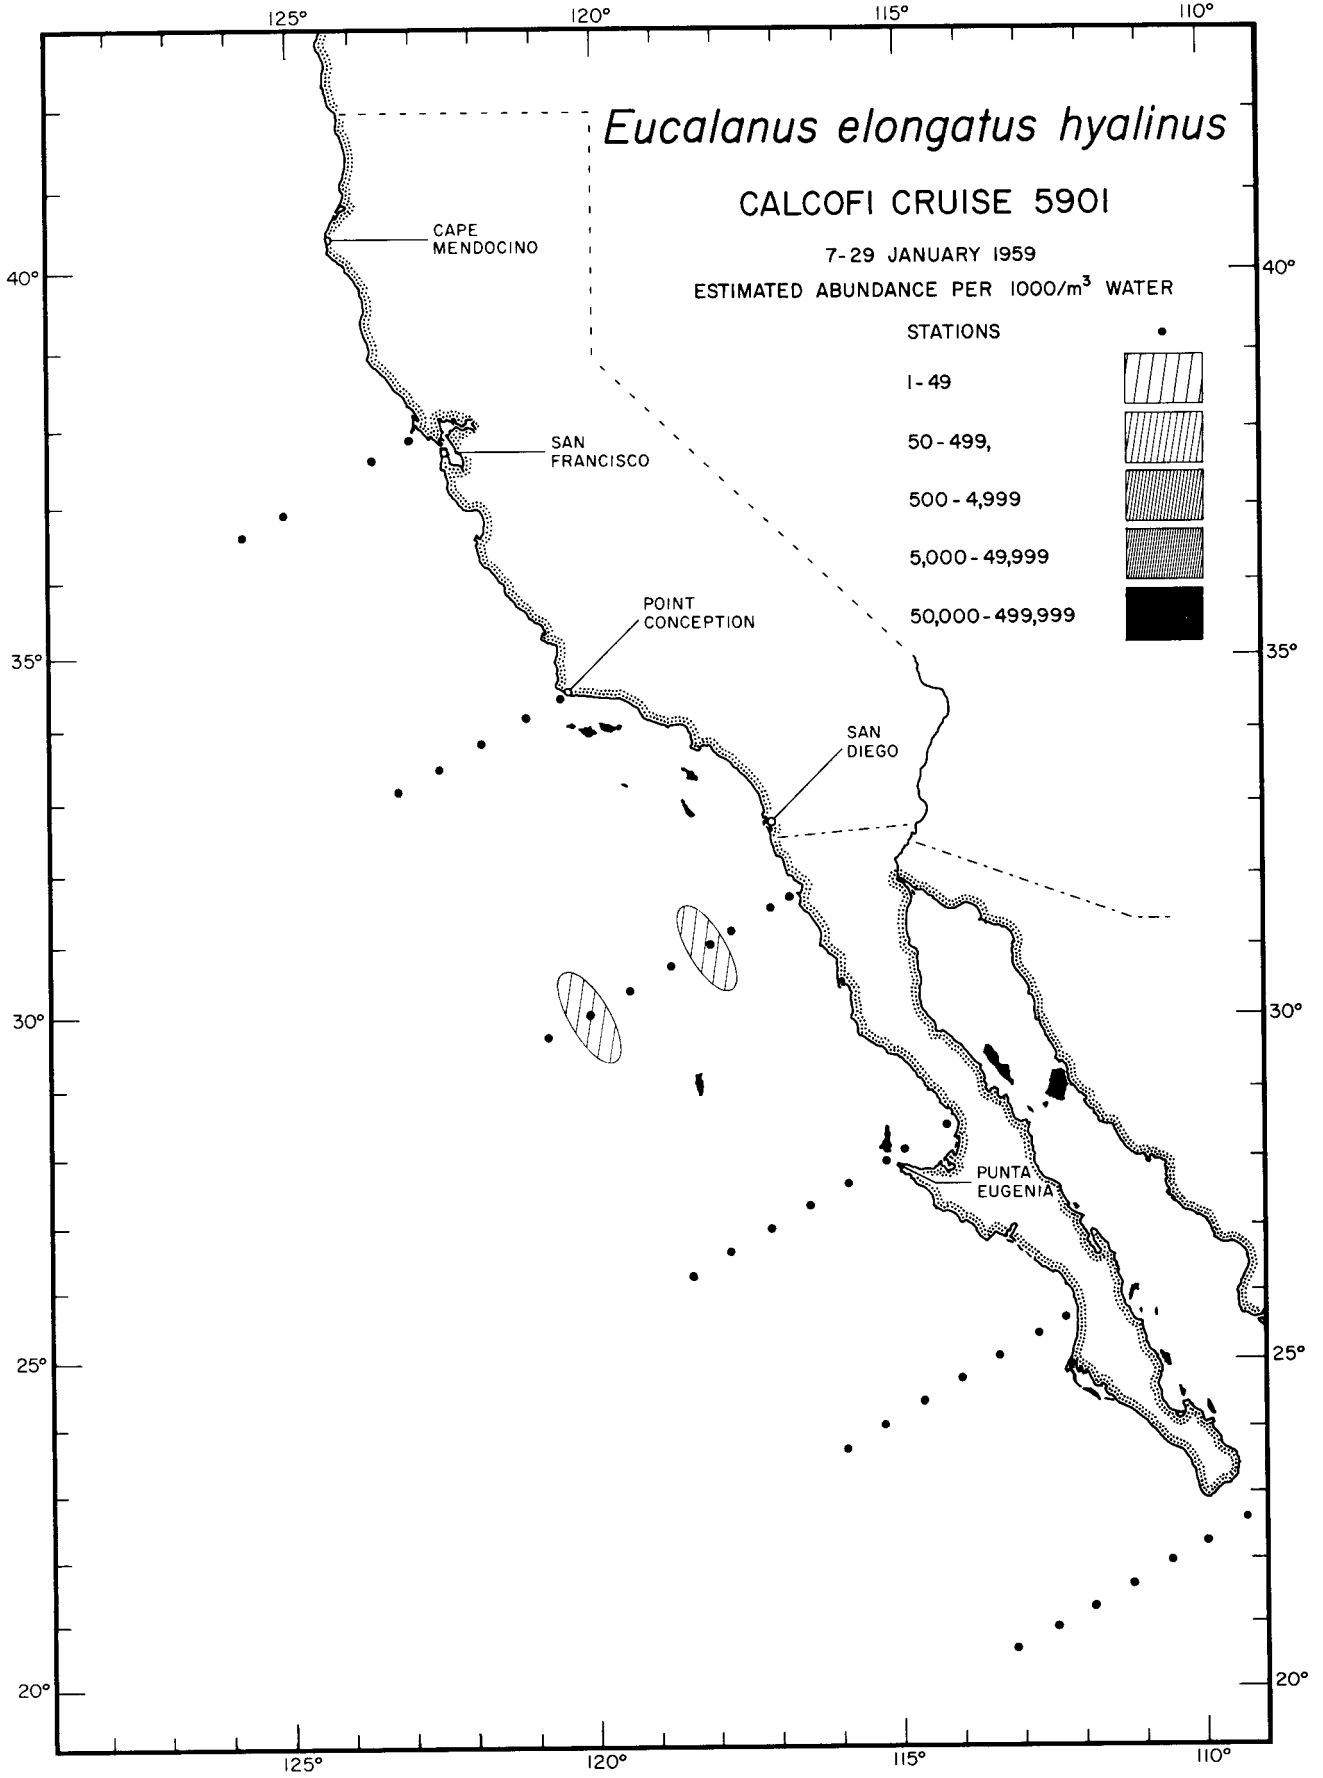 125° 120° 115° 110°
Eucalanus elongatus hyalinus
CALCOFI CRUISE 5901
7-29 JANUARY 1959
ESTIMATED ABUNDANCE PER 1000/m³ WATER
STATIONS
1-49
50-499,
500-4,999
5,000-49,999
50,000-499,999
CAPE
MENDOCINO
40° 40°
SAN
FRANCISCO
POINT
CONCEPTION
35° 35°
SAN
DIEGO
30° 30°
PUNTA
EUGENIA
25° 25°
20° 20°
125° 120° 115° 110°